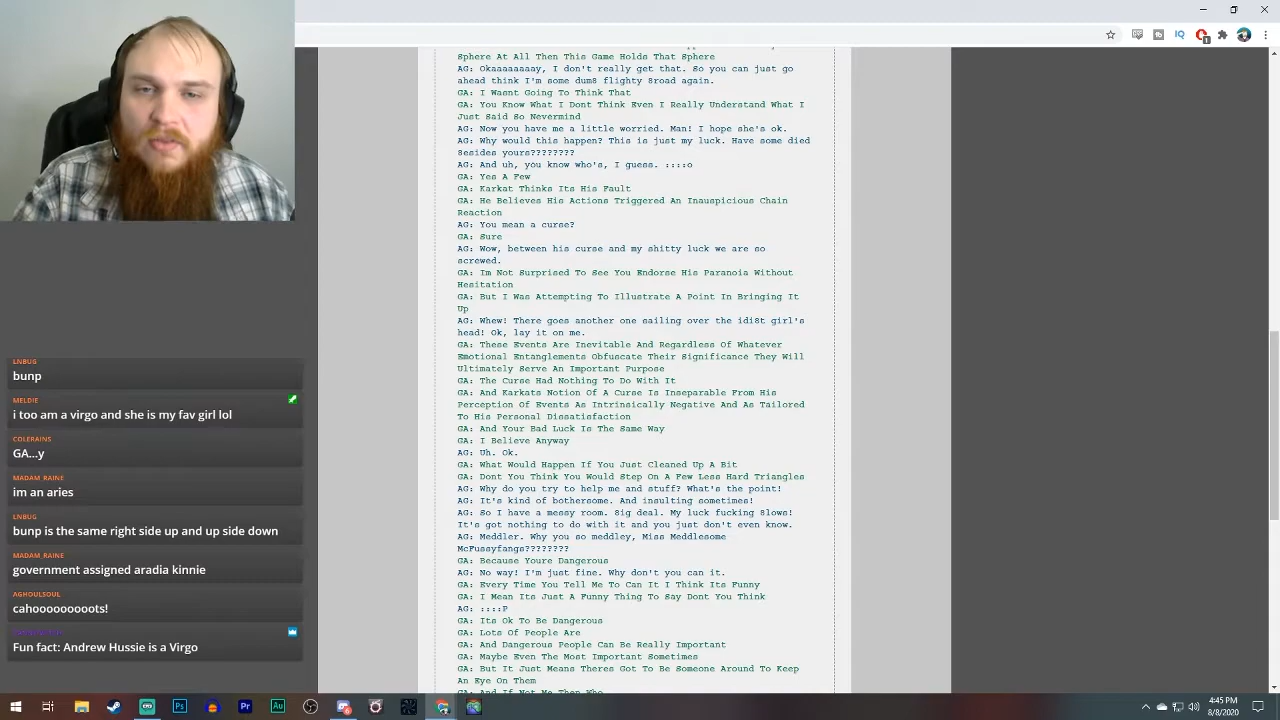 Sphere At All Then This Game Holds That Sphere
AG: Okaaaaaaay, I don't really get that. So you can just go
ahead think I'm some dum8 flighty 8road again.
GA: I Wasnt Going To Think That
GA: You Know What I Dont Think Even I Really Understand What I
Just Said So Nevermind
AG: Now you have me a little worried. Man! I hope she's ok.
AG: Why would this happen? This is just my luck. Have some died
8esides yours????????
AG: And uh, you know who's, I guess. ::::o
GA: Yes A Few
GA: Karkat Thinks Its His Fault
GA: He Believes His Actions Triggered An Inauspicious Chain
Reaction
AG: You mean a curse?
GA: Sure
AG: Wow, between his curse and my shitty luck we are so
screwed.
GA: Im Not Surprised To See You Endorse His Paranoia Without
Hesitation
GA: But I Was Attempting To Illustrate A Point In Bringing It
Up
AG: Whew! There goes another one sailing over the idi8t girl's
head! Ok, lay it on me.
GA: These Events Are Inevitable And Regardless Of Whatever
Emotional Entanglements Obfuscate Their Significance They Will
Ultimately Serve An Important Purpose
GA: The Curse Had Nothing To Do With It
GA: And Karkats Notion Of A Curse Is Inseparable From His
Perception Of Events As Intrinsically Negative And As Tailored
To His Personal Dissatisfaction
GA: And Your Bad Luck Is The Same Way
GA: I Believe Anyway
AG: Uh. Ok.
GA: What Would Happen If You Just Cleaned Up A Bit
GA: Dont You Think You Would Step On A Few Less Hard Triangles
AG: Why do you try to help me and stuff? What's the point!
AG: It's kind of bothersome. And insulting sometimes!
AG: So I have a messy room. 8ig deal. My luck fucking 8lows!
It's got nothing to do with it and you just don't even know.
AG: Meddler. Why you so meddley, Miss Meddlesome
McFussyfangs????????
GA: Because Youre Dangerous
AG: No way! I'm just fine. Why don't you can it.
GA: Every Time You Tell Me To Can It I Think Its Funny
GA: I Mean Its Just A Funny Thing To Say Dont You Think
AG: ::::P
GA: Its Ok To Be Dangerous
GA: Lots Of People Are
GA: And Dangerous People Can Be Really Important
GA: Maybe Even The Most Important Sometimes
GA: But It Just Means Theres Got To Be Someone Around To Keep
An Eye On Them
GA: And If Not Me Then Who
LNBUG
bunp
MELDIE
i too am a virgo and she is my fav girl lol
COLERAINS
GA...y
MADAM_RAINE
im an aries
LNBUG
bunp is the same right side up and up side down
MADAM_RAINE
government assigned aradia kinnie
AGHOULSOUL
cahooooooooots!
Fun fact: Andrew Hussie is a Virgo
IQ
1
Ps
Pr
Au
4:45 PM
8/8/2020